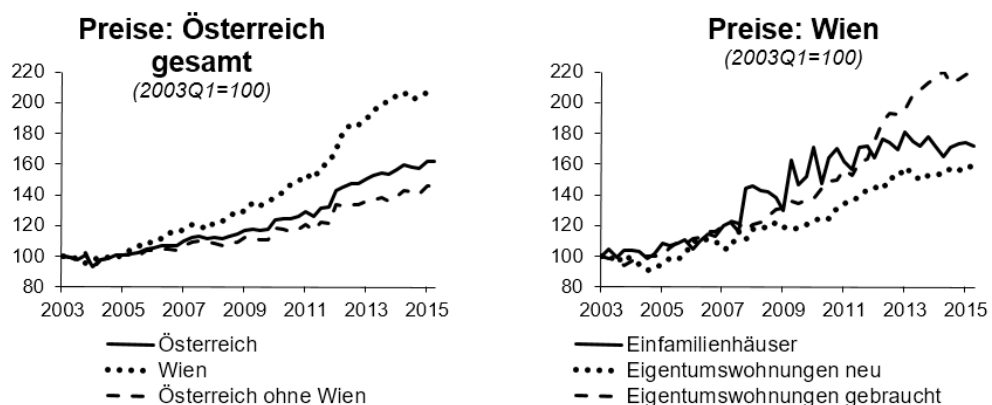 Preise: Österreich
gesamt
(2003Q1=100)
220
200
180
160
140
120
100
80
2003 2005 2007 2009 2011 2013 2015
Österreich
Wien
Österreich ohne Wien
Preise: Wien
(2003Q1=100)
220
200
180
160
140
120
100
80
2003 2005 2007 2009 2011 2013 2015
Einfamilienhäuser
Eigentumswohnungen neu
Eigentumswohnungen gebraucht